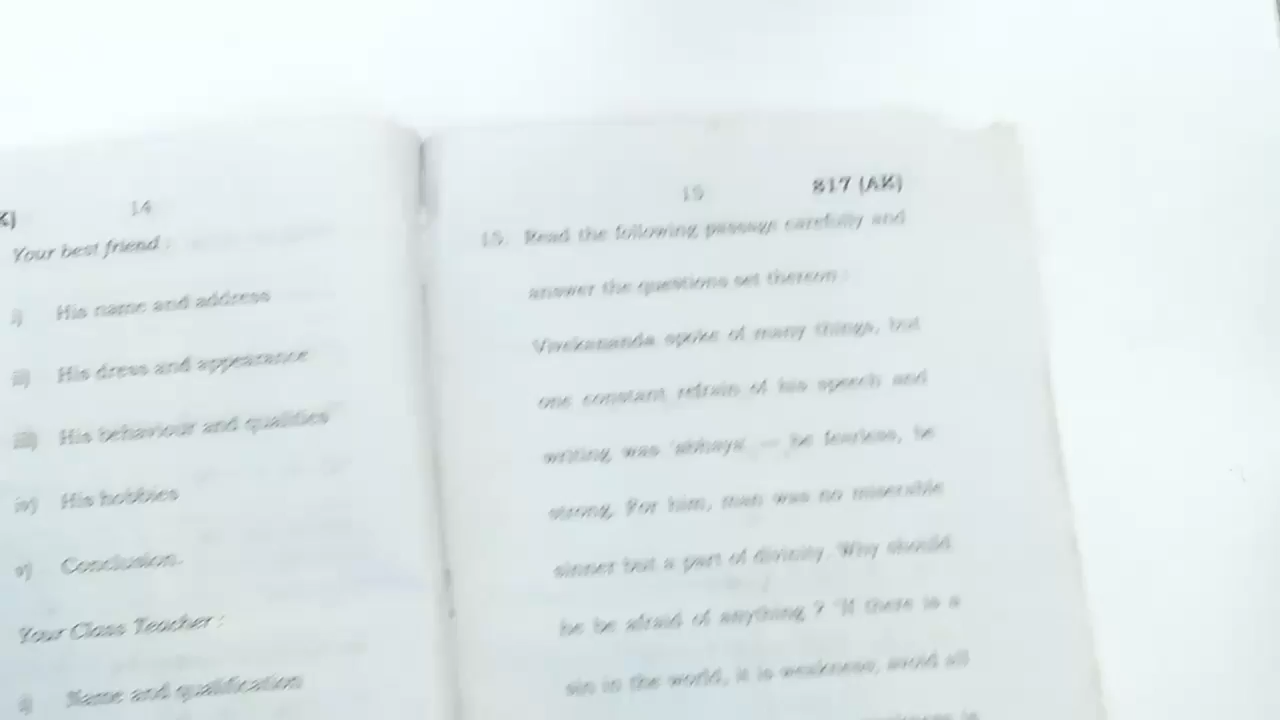 14
Your best friend :
i) His name and address
ii) His dress and appearance
iii) His behaviour and qualities
iv) His hobbies
v) Conclusion.
Your Class Teacher :
i) Name and qualification
15 817 (AK)
15. Read the following passage carefully and
answer the questions set thereon :
Vivekananda spoke of many things, but
one constant refrain of his speech and
writing was 'abhaya' — be fearless, be
strong. For him, man was no miserable
sinner but a part of divinity. Why should
he be afraid of anything ? 'If there is a
sin in the world, it is weakness, avoid all